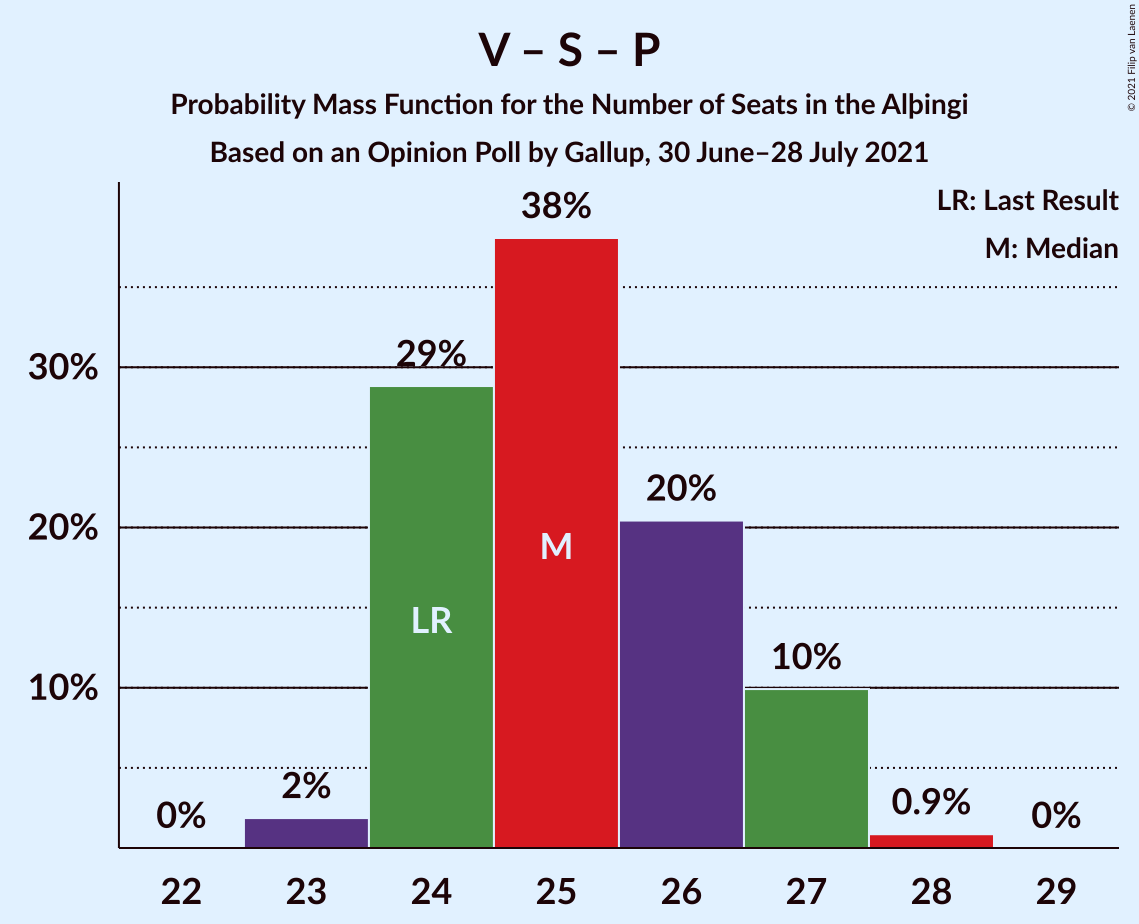 V – S – P
Probability Mass Function for the Number of Seats in the Alþingi
Based on an Opinion Poll by Gallup, 30 June–28 July 2021
© 2021 Filip van Laenen
LR: Last Result
M: Median
38%
29%
30%
20%
20%
M
LR
10%
10%
2%
0%
0.9%
0%
22 23 24 25 26 27 28 29